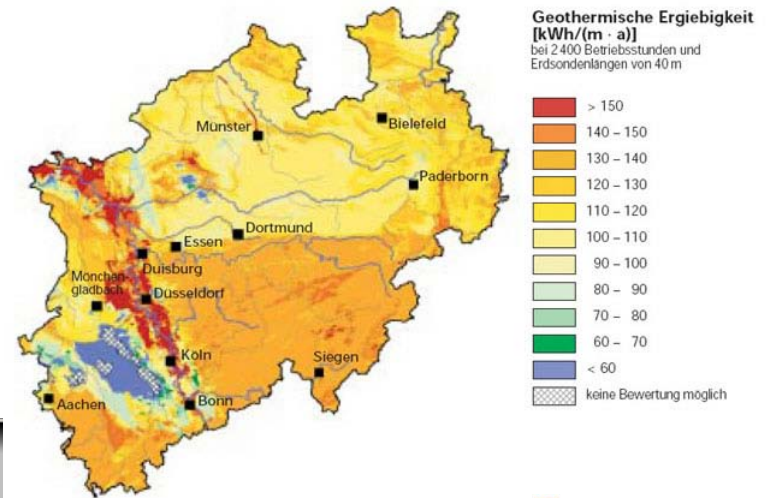 Geothermische Ergiebigkeit
[kWh/(m · a)]
bei 2 400 Betriebsstunden und
Erdsondenlängen von 40 m
> 150
140 – 150
130 – 140
120 – 130
110 – 120
100 – 110
90 – 100
80 – 90
70 – 80
60 – 70
< 60
keine Bewertung möglich
Münster
Bielefeld
Paderborn
Dortmund
Essen
Duisburg
Mönchen-
gladbach
Düsseldorf
Köln
Siegen
Aachen
Bonn